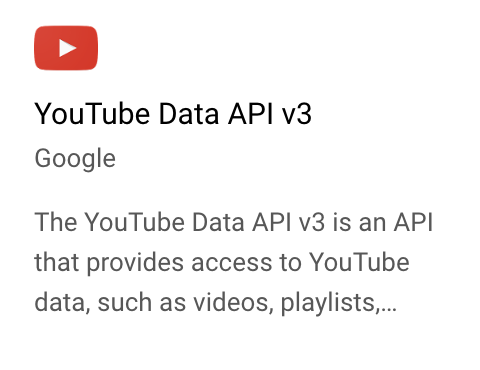 YouTube Data API v3
Google
The YouTube Data API v3 is an API
that provides access to YouTube
data, such as videos, playlists,...